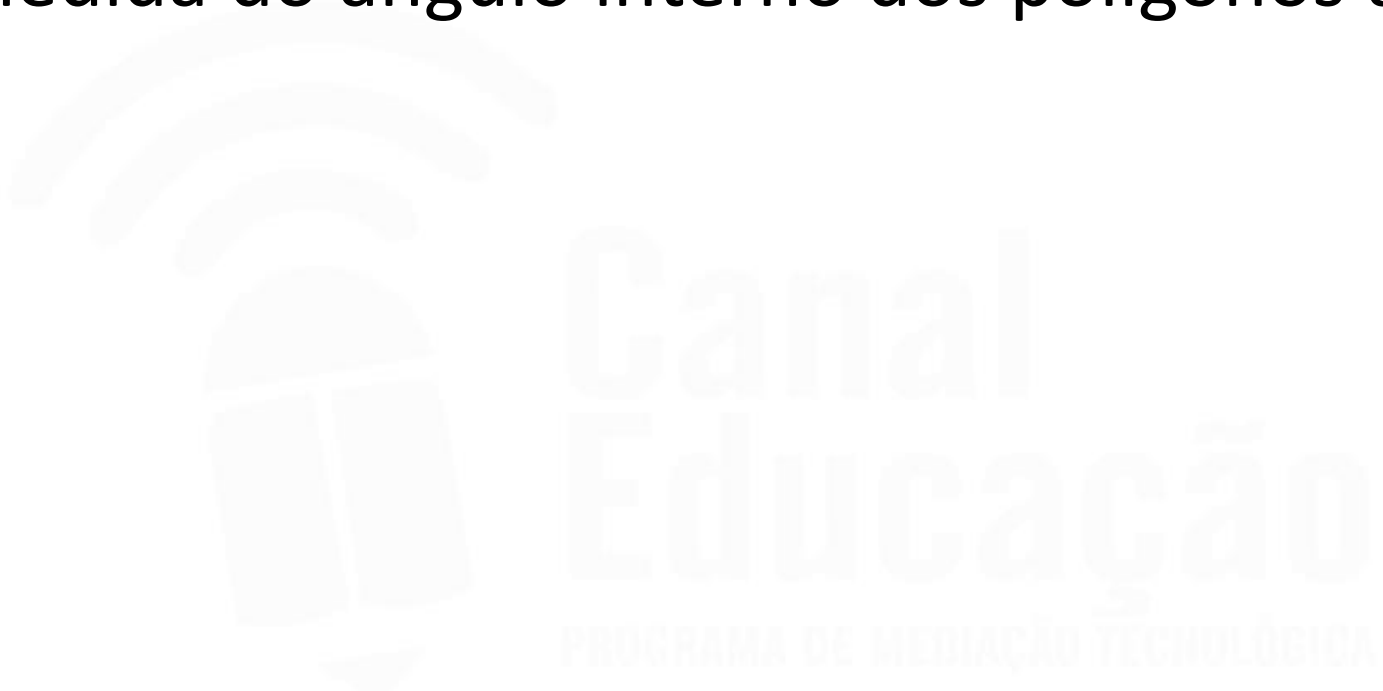 do ângulo interno dos polígonos
Canal
Educação
PROGRAMA DE MEDIAÇÃO TECNOLÓGICA